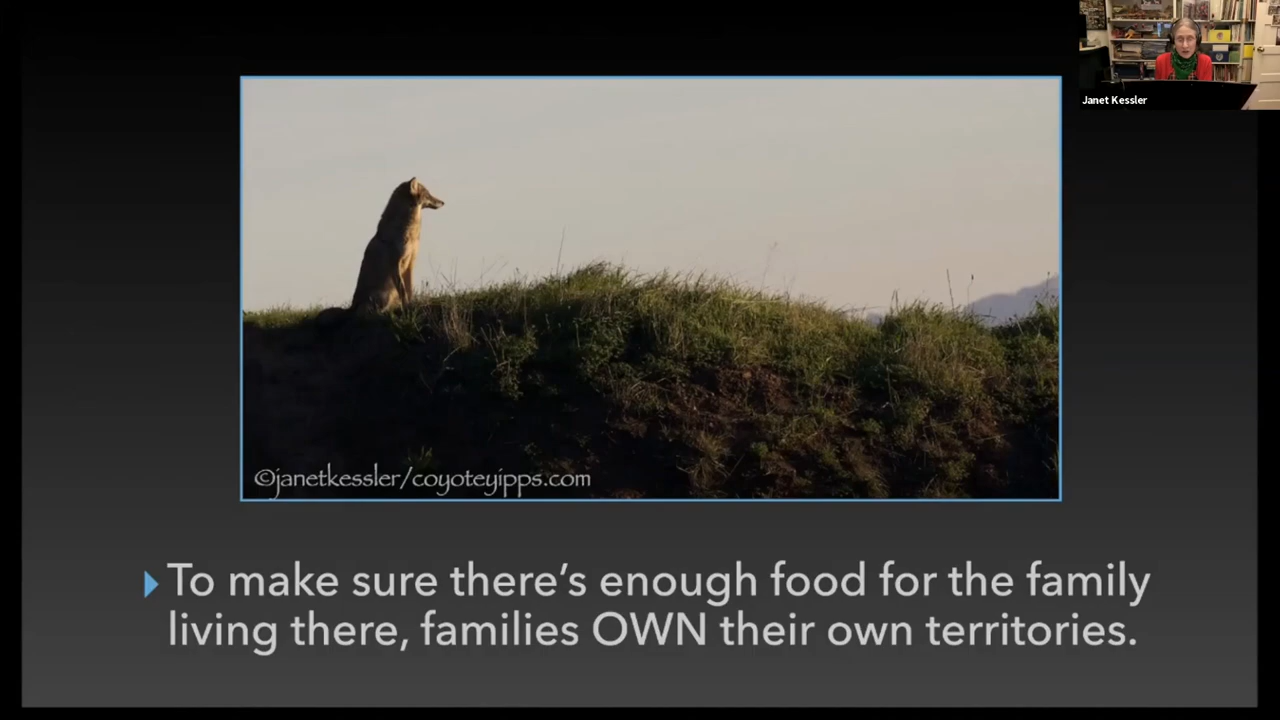 Janet Kessler
©janetkessler/coyoteyipps.com
To make sure there's enough food for the family
living there, families OWN their own territories.